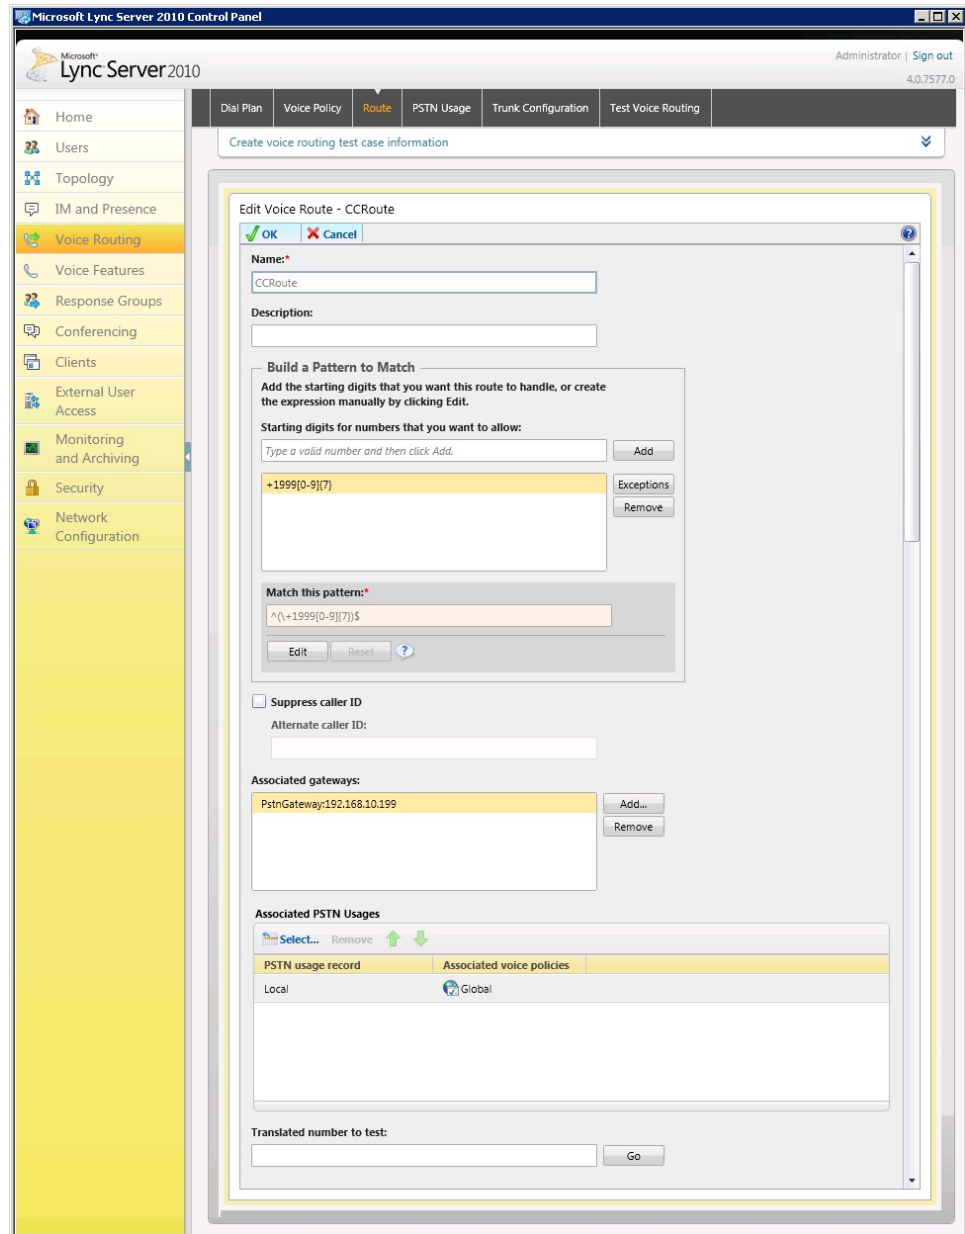 Microsoft Lync Server 2010 Control Panel
Microsoft®
Lync Server 2010
Administrator | Sign out
4.0.7577.0
Home
Users
Topology
IM and Presence
Voice Routing
Voice Features
Response Groups
Conferencing
Clients
External User
Access
Monitoring
and Archiving
Security
Network
Configuration
Dial Plan Voice Policy Route PSTN Usage Trunk Configuration Test Voice Routing
Create voice routing test case information
Edit Voice Route - CCRoute
OK Cancel
Name:*
CCRoute
Description:
Build a Pattern to Match
Add the starting digits that you want this route to handle, or create
the expression manually by clicking Edit.
Starting digits for numbers that you want to allow:
Type a valid number and then click Add. Add
+1999[0-9]{7} Exceptions
Remove
Match this pattern:*
^(\+1999[0-9]{7})$
Edit Reset ?
Suppress caller ID
Alternate caller ID:
Associated gateways:
PstnGateway:192.168.10.199 Add...
Remove
Associated PSTN Usages
Select... Remove
PSTN usage record Associated voice policies
Local Global
Translated number to test:
Go